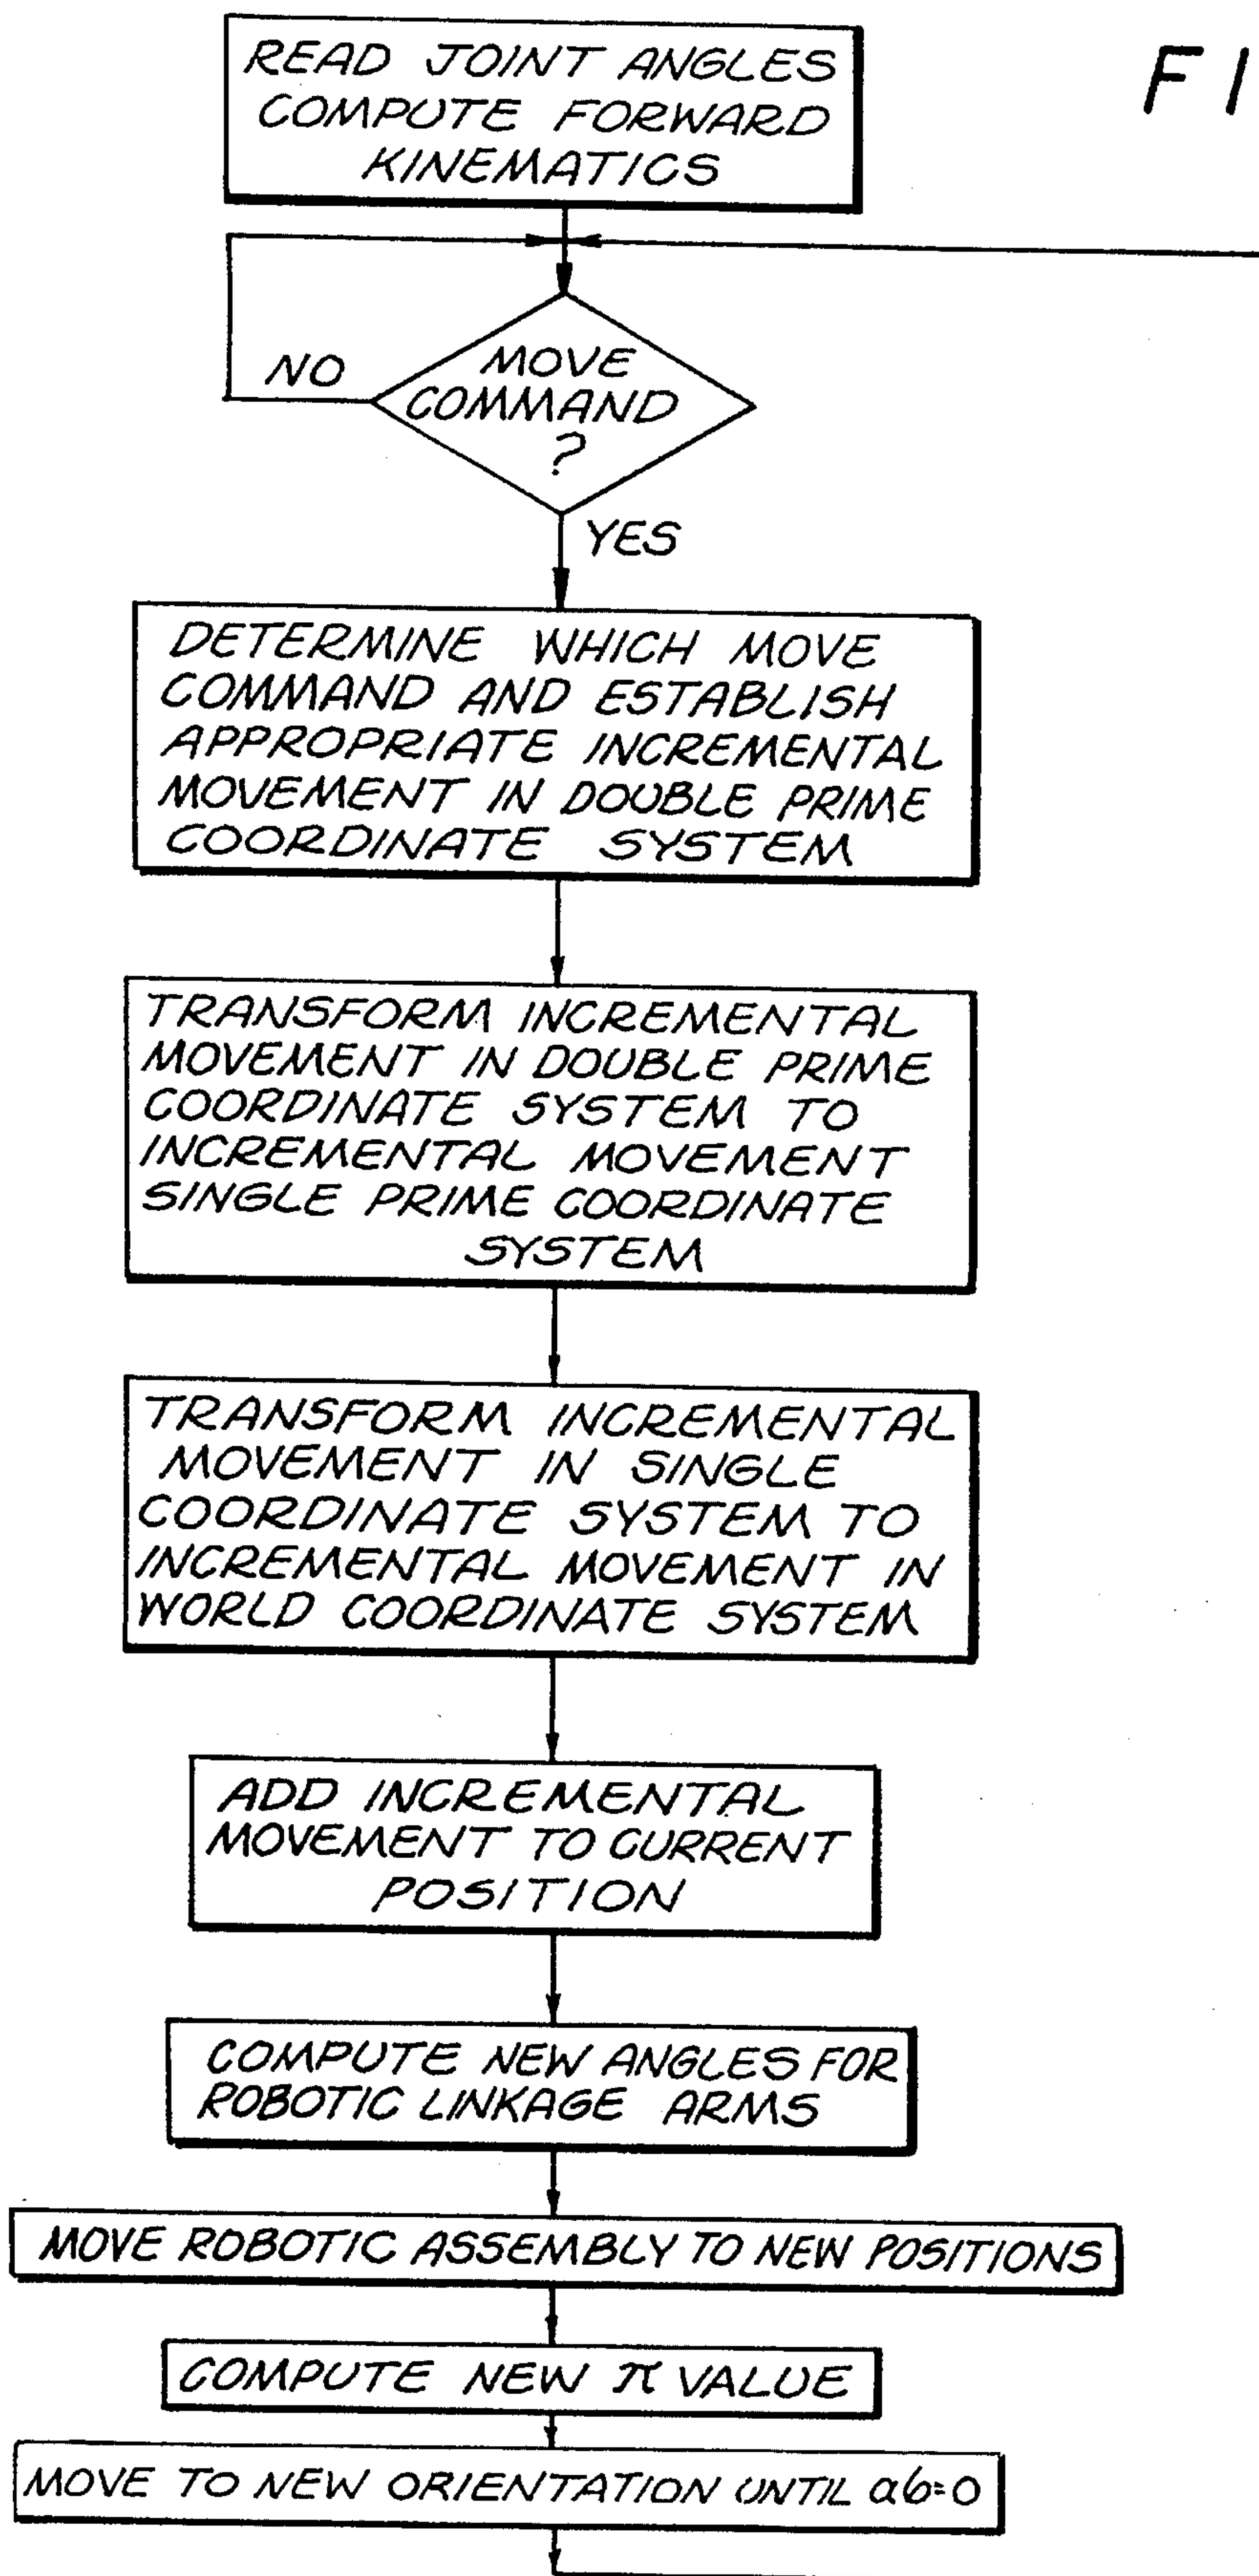 READ JOINT ANGLES
COMPUTE FORWARD
KINEMATICS
FI
NO
MOVE
COMMAND
?
YES
DETERMINE WHICH MOVE
COMMAND AND ESTABLISH
APPROPRIATE INCREMENTAL
MOVEMENT IN DOUBLE PRIME
COORDINATE SYSTEM
TRANSFORM INCREMENTAL
MOVEMENT IN DOUBLE PRIME
COORDINATE SYSTEM TO
INCREMENTAL MOVEMENT
SINGLE PRIME COORDINATE
SYSTEM
TRANSFORM INCREMENTAL
MOVEMENT IN SINGLE
COORDINATE SYSTEM TO
INCREMENTAL MOVEMENT IN
WORLD COORDINATE SYSTEM
ADD INCREMENTAL
MOVEMENT TO CURRENT
POSITION
COMPUTE NEW ANGLES FOR
ROBOTIC LINKAGE ARMS
MOVE ROBOTIC ASSEMBLY TO NEW POSITIONS
COMPUTE NEW π VALUE
MOVE TO NEW ORIENTATION UNTIL α6=0